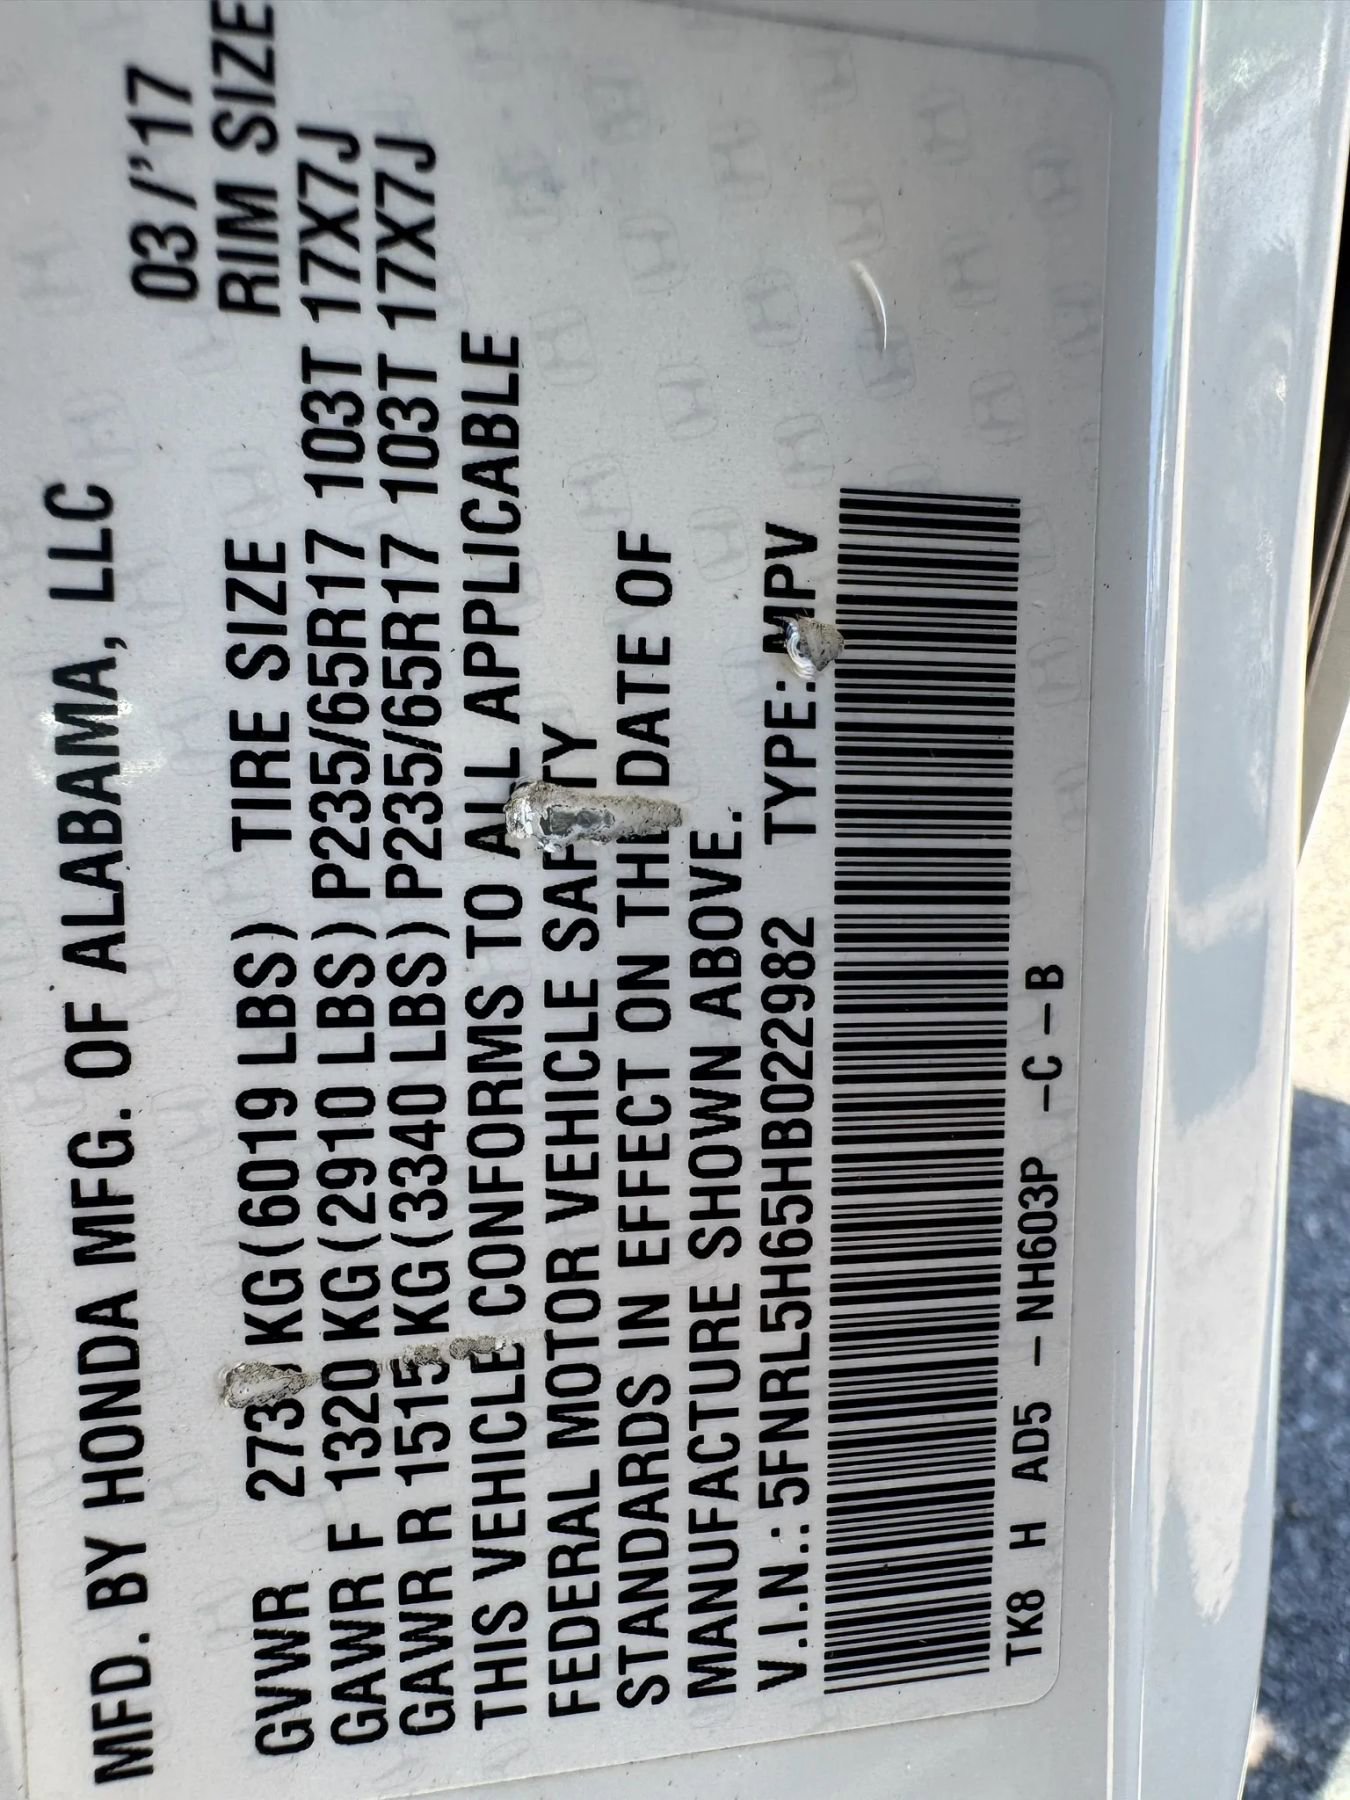 MFD. BY HONDA MFG. OF ALABAMA, LLC
03/'17
GVWR KG(6019 LBS) TIRE SIZE RIM SIZE
GAWR F 1320 KG(2910 LBS) P235/65R17 103T 17X7J
GAWR R 1515 KG(3340 LBS) P235/65R17 103T 17X7J
THIS VEHICLE CONFORMS TO ALL APPLICABLE
FEDERAL MOTOR VEHICLE SAFETY
STANDARDS IN EFFECT ON THE DATE OF
MANUFACTURE SHOWN ABOVE.
V.I.N.: 5FNRL5H65HB022982 TYPE: MPV
TK8 H AD5 -NH603P -C-B